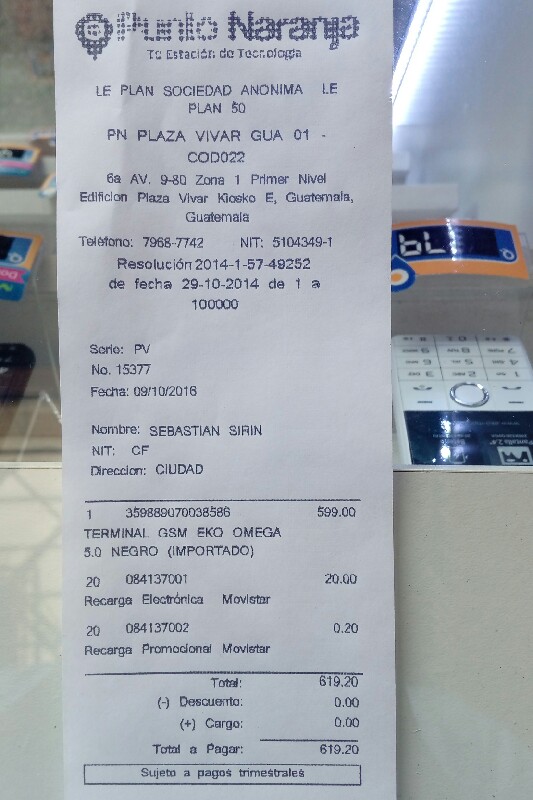 Punto Naranja
Tu Estación de Tecnología
LE PLAN SOCIEDAD ANONIMA LE
PLAN 50
PN PLAZA VIVAR GUA 01 -
COD022
6a AV. 9-80 Zona 1 Primer Nivel
Edificion Plaza Vivar Kiosko E, Guatemala,
Guatemala
Teléfono: 7968-7742 NIT: 5104349-1
Resolución 2014-1-57-49252
de fecha 29-10-2014 de 1 a
100000
Serie: PV
No. 15377
Fecha: 09/10/2016
Nombre: SEBASTIAN SIRIN
NIT: CF
Direccion: CIUDAD
1 359889070038586 599.00
TERMINAL GSM EKO OMEGA
5.0 NEGRO (IMPORTADO)
20 084137001 20.00
Recarga Electrónica Movistar
20 084137002 0.20
Recarga Promocional Movistar
Total: 619.20
(-) Descuento: 0.00
(+) Cargo: 0.00
Total a Pagar: 619.20
Sujeto a pagos trimestrales